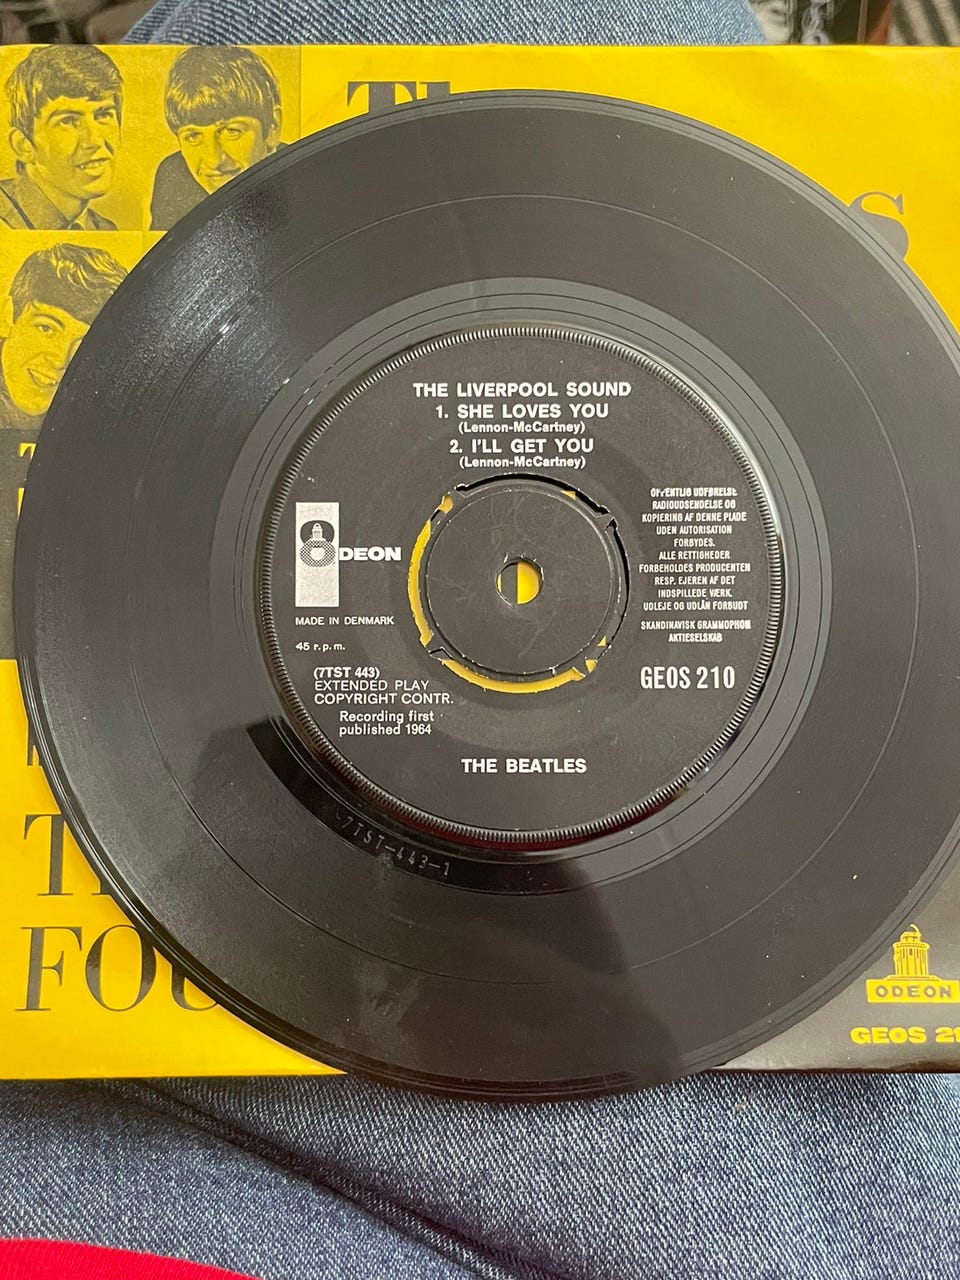 THE LIVERPOOL SOUND
1. SHE LOVES YOU
(Lennon-McCartney)
2. I'LL GET YOU
(Lennon-McCartney)
ODEON
MADE IN DENMARK
45 r.p.m.
(7TST 443)
EXTENDED PLAY
COPYRIGHT CONTR.
Recording first
published 1964
OFFENTLIG UDFØRELSE
RADIOUDSENDELSE OG
KOPIERING AF DENNE PLADE
UDEN AUTORISATION
FORBYDES.
ALLE RETTIGHEDER
FORBEHOLDES PRODUCENTEN
RESP. EJEREN AF DET
INDSPILLEDE VÆRK.
UDLEJE OG UDLÅN FORBUDT
SKANDINAVISK GRAMMOPHON
AKTIESELSKAB
GEOS 210
THE BEATLES
7TST-443-1
ODEON
GEOS